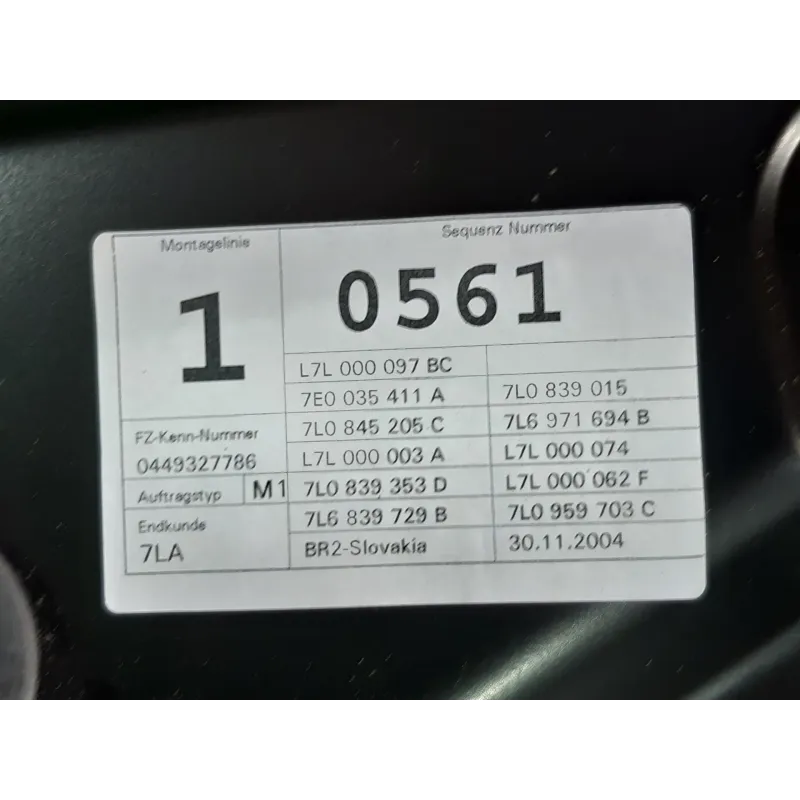 Montagelinie
1
Sequenz Nummer
0561
L7L 000 097 BC
7E0 035 411 A 7L0 839 015
7L0 845 205 C 7L6 971 694 B
L7L 000 003 A L7L 000 074
7L0 839 353 D L7L 000 062 F
7L6 839 729 B 7L0 959 703 C
BR2-Slovakia 30.11.2004
FZ-Kenn-Nummer
0449327786
Auftragstyp M1
Endkunde
7LA